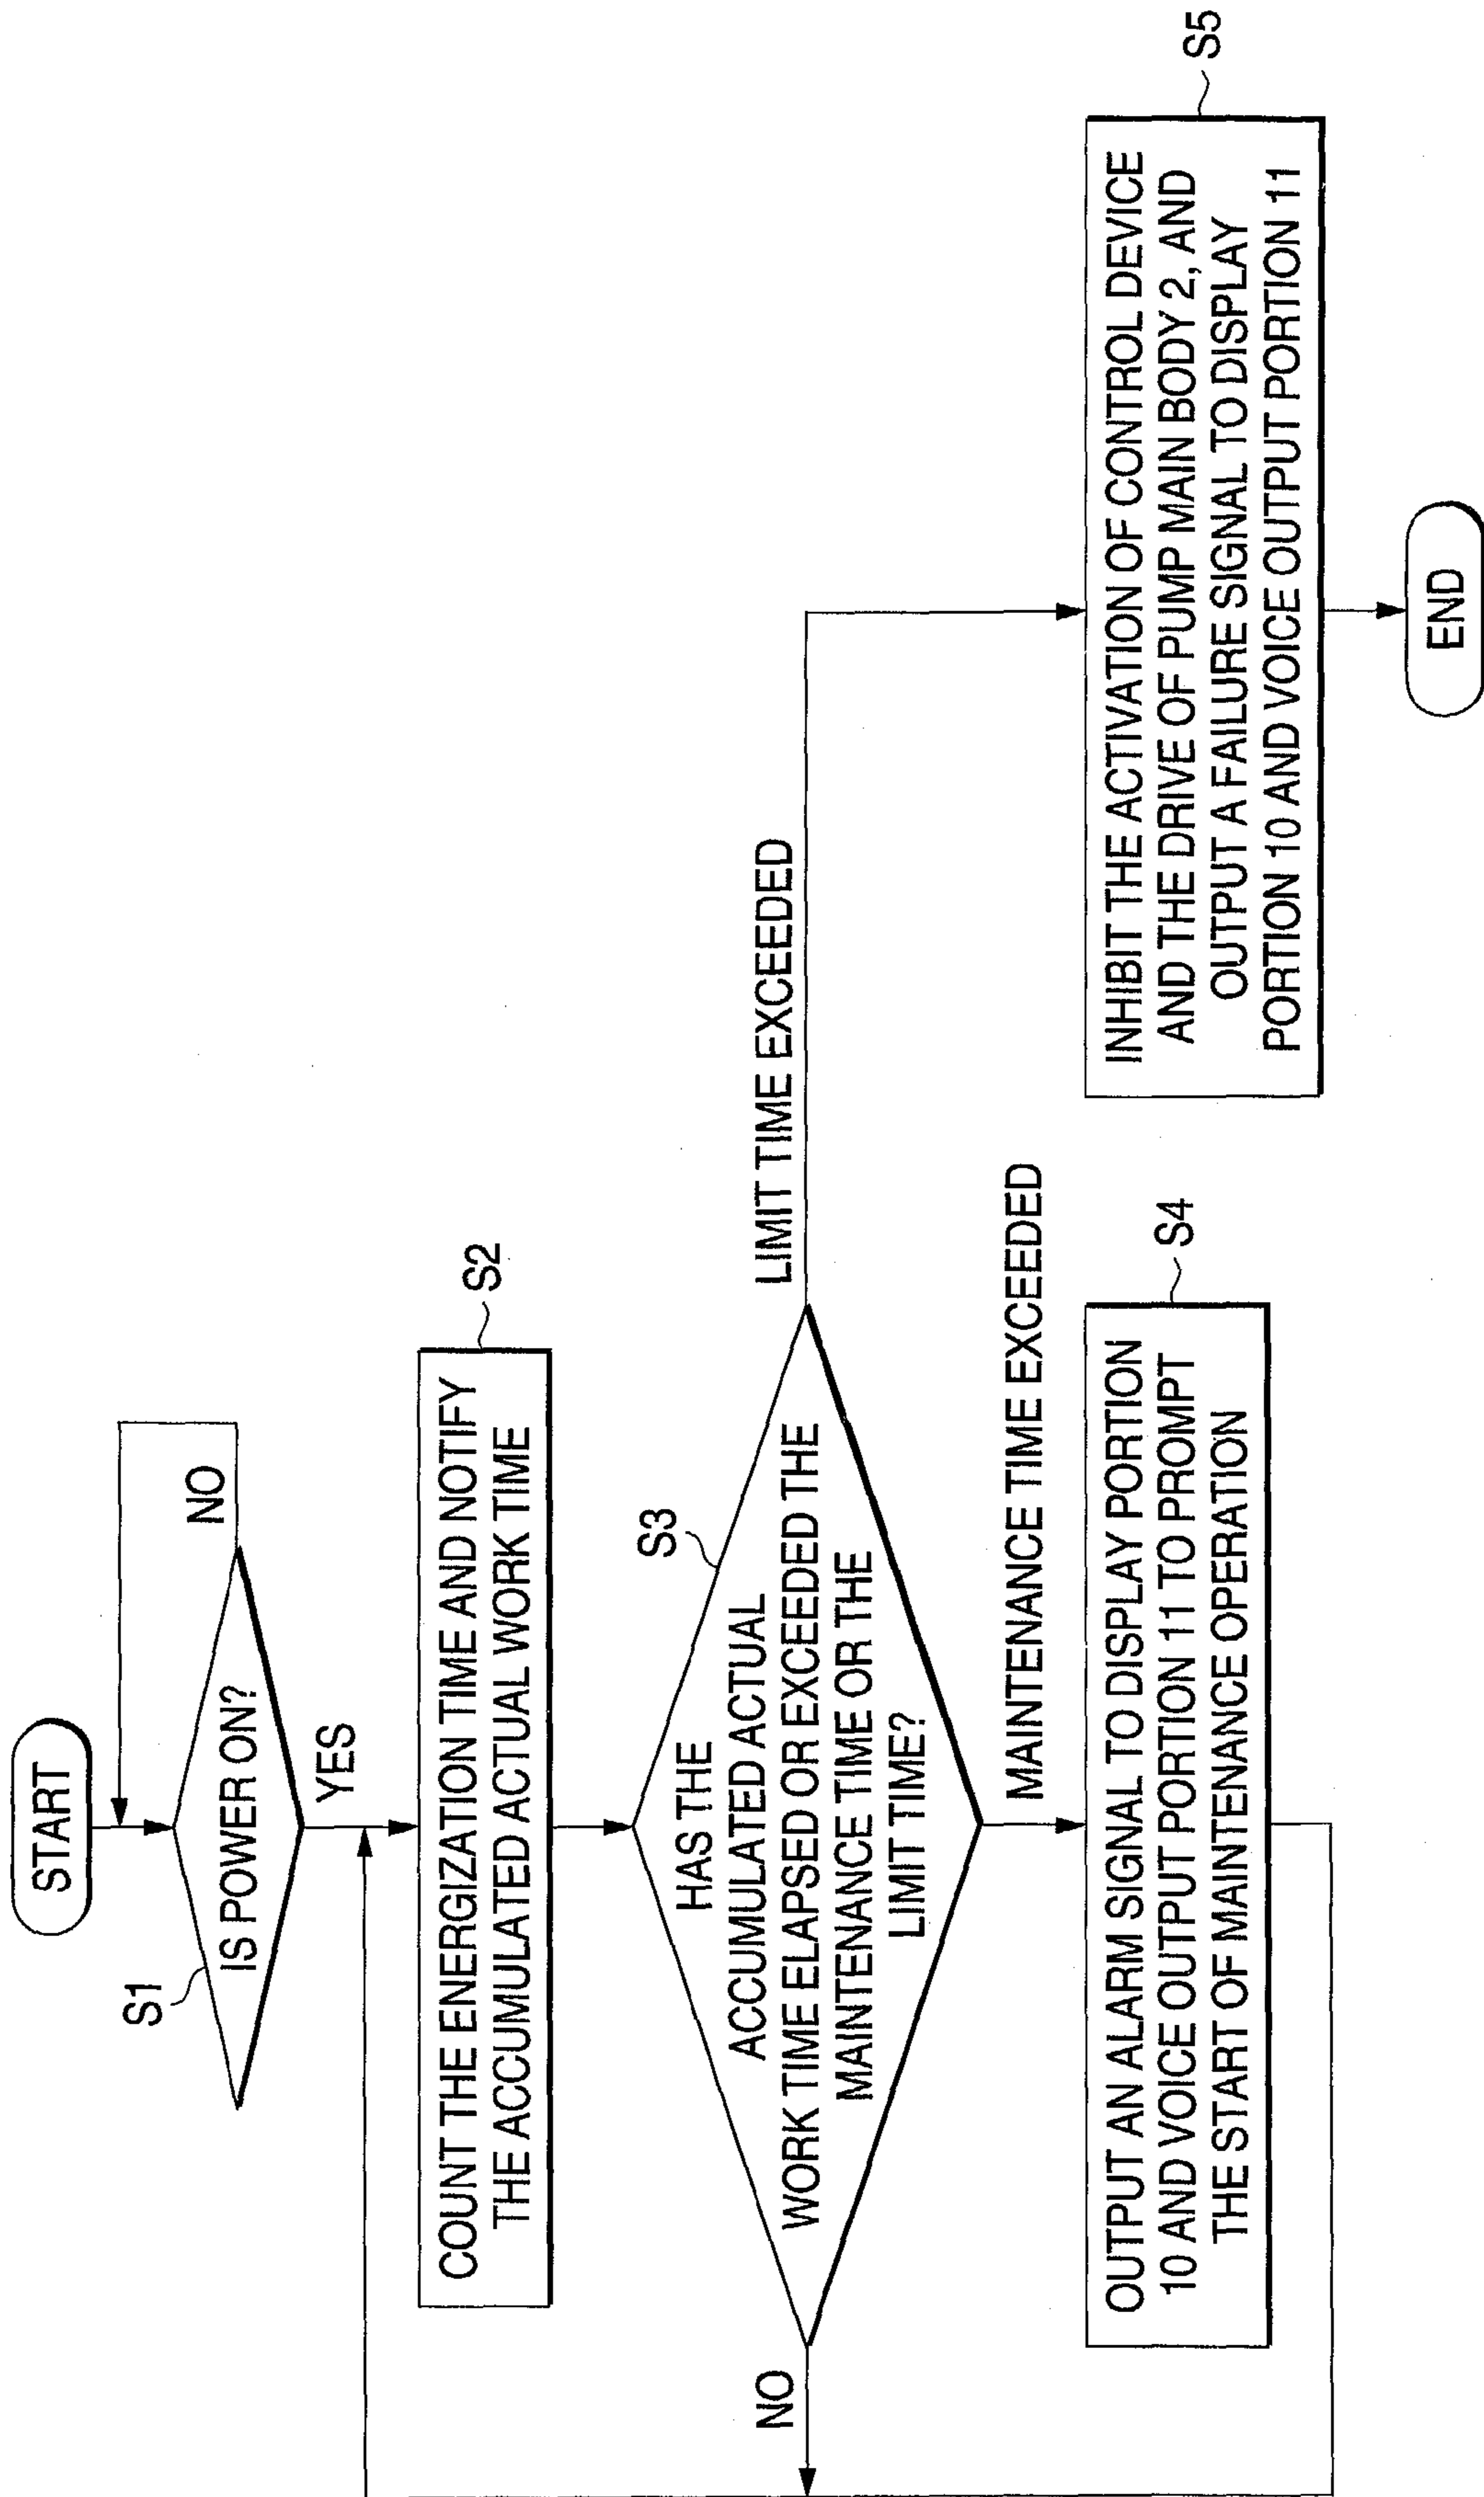 START
S1
IS POWER ON?
NO
YES
COUNT THE ENERGIZATION TIME AND NOTIFY
THE ACCUMULATED ACTUAL WORK TIME
S2
S3
HAS THE
ACCUMULATED ACTUAL
WORK TIME ELAPSED OR EXCEEDED THE
MAINTENANCE TIME OR THE
LIMIT TIME?
NO
LIMIT TIME EXCEEDED
MAINTENANCE TIME EXCEEDED
OUTPUT AN ALARM SIGNAL TO DISPLAY PORTION
10 AND VOICE OUTPUT PORTION 11 TO PROMPT
THE START OF MAINTENANCE OPERATION
S4
INHIBIT THE ACTIVATION OF CONTROL DEVICE
AND THE DRIVE OF PUMP MAIN BODY 2, AND
OUTPUT A FAILURE SIGNAL TO DISPLAY
PORTION 10 AND VOICE OUTPUT PORTION 11
S5
END